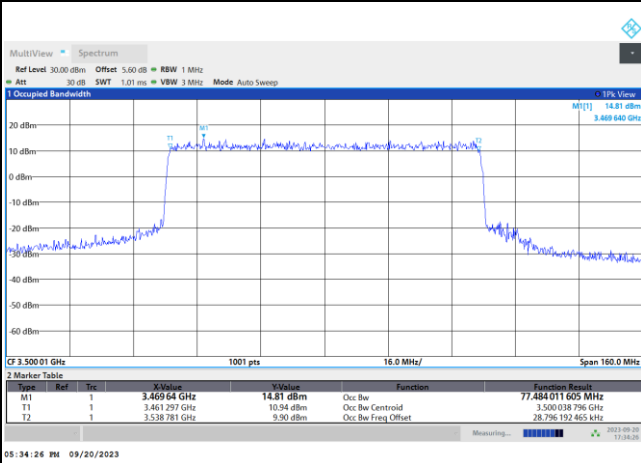 MultiView Spectrum
Ref Level 30.00 dBm Offset 5.60 dB RBW 1 MHz
Att 30 dB SWT 1.01 ms VBW 3 MHz Mode Auto Sweep
1 Occupied Bandwidth 1Pk View
M1[1] 14.81 dBm
3.469 640 GHz
20 dBm
T1 M1 T2
10 dBm
0 dBm
-10 dBm
-20 dBm
-30 dBm
-40 dBm
-50 dBm
-60 dBm
CF 3.500 01 GHz 1001 pts 16.0 MHz/ Span 160.0 MHz
2 Marker Table
Type Ref Trc X-Value Y-Value Function Function Result
M1 1 3.469 64 GHz 14.81 dBm Occ Bw 77.484 011 605 MHz
T1 1 3.461 297 GHz 10.94 dBm Occ Bw Centroid 3.500 038 796 GHz
T2 1 3.538 781 GHz 9.90 dBm Occ Bw Freq Offset 28.796 192 465 kHz
Measuring... 2023-09-20
17:34:26
05:34:26 PM 09/20/2023